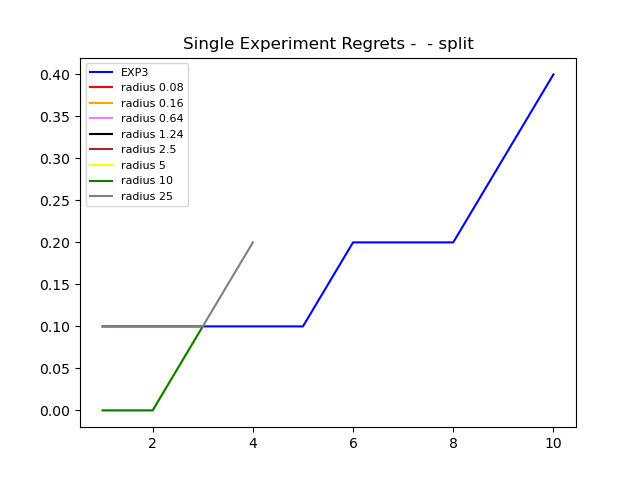 Single Experiment Regrets -  - split
EXP3
radius 0.08
radius 0.16
radius 0.64
radius 1.24
radius 2.5
radius 5
radius 10
radius 25
0.40
0.35
0.30
0.25
0.20
0.15
0.10
0.05
0.00
2
4
6
8
10